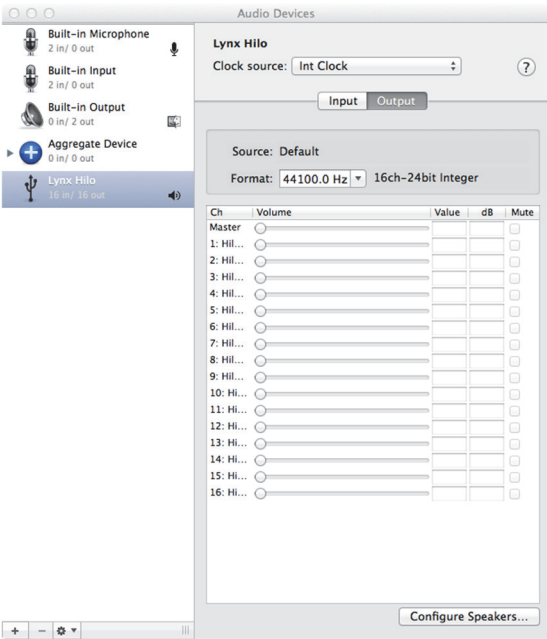 Audio Devices
Built-in Microphone
2 in/ 0 out
Built-in Input
2 in/ 0 out
Built-in Output
0 in/ 2 out
Aggregate Device
0 in/ 0 out
Lynx Hilo
16 in/ 16 out
Lynx Hilo
Clock source: Int Clock
?
Input Output
Source: Default
Format: 44100.0 Hz 16ch-24bit Integer
Ch Volume Value dB Mute
Master
1: Hil...
2: Hil...
3: Hil...
4: Hil...
5: Hil...
6: Hil...
7: Hil...
8: Hil...
9: Hil...
10: Hi...
11: Hi...
12: Hi...
13: Hi...
14: Hi...
15: Hi...
16: Hi...
Configure Speakers...